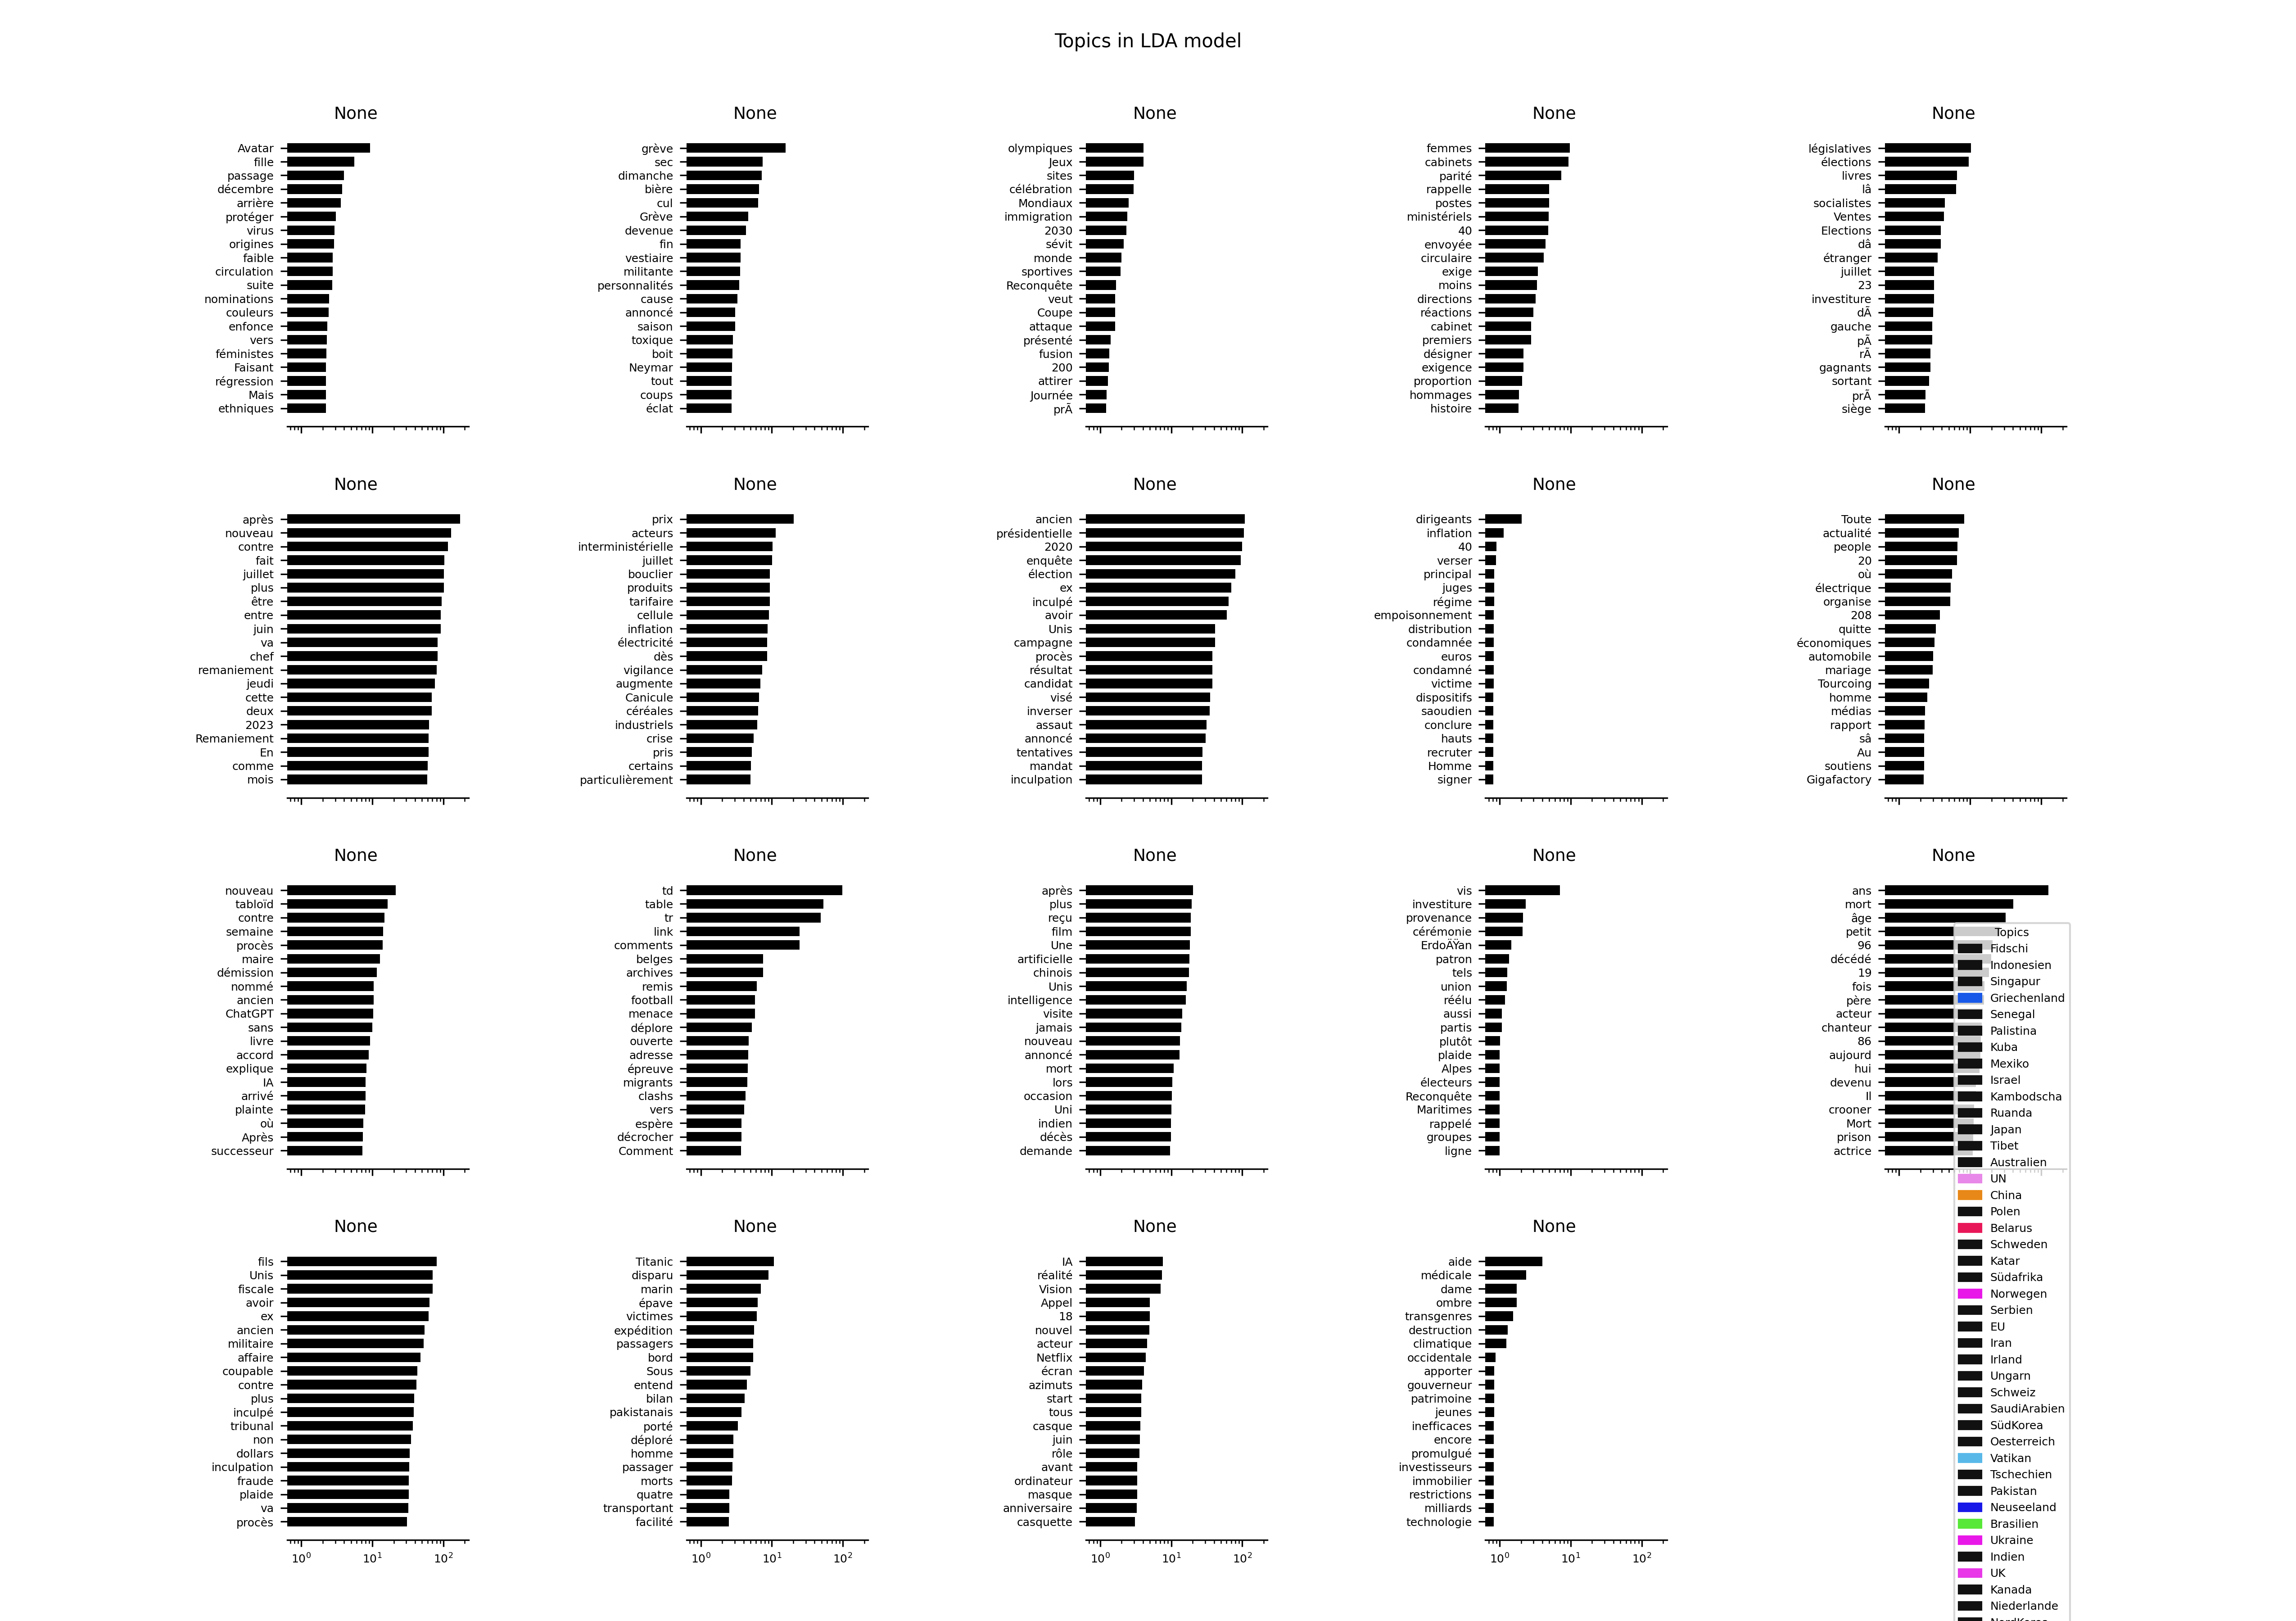 Topics in LDA model
None
Avatar
fille
passage
décembre
arrière
protéger
virus
origines
faible
circulation
suite
nominations
couleurs
enfonce
vers
féministes
Faisant
régression
Mais
ethniques
None
grève
sec
dimanche
bière
cul
Grève
devenue
fin
vestiaire
militante
personnalités
cause
annoncé
saison
toxique
boit
Neymar
tout
coups
éclat
None
olympiques
Jeux
sites
célébration
Mondiaux
immigration
2030
sévit
monde
sportives
Reconquête
veut
Coupe
attaque
présenté
fusion
200
attirer
Journée
prÃ
None
femmes
cabinets
parité
rappelle
postes
ministériels
40
envoyée
circulaire
exige
moins
directions
réactions
cabinet
premiers
désigner
exigence
proportion
hommages
histoire
None
législatives
élections
livres
lâ
socialistes
Ventes
Elections
dâ
étranger
juillet
23
investiture
dÃ
gauche
pÃ
rÃ
gagnants
sortant
prÃ
siège
None
après
nouveau
contre
fait
juillet
plus
être
entre
juin
va
chef
remaniement
jeudi
cette
deux
2023
Remaniement
En
comme
mois
None
prix
acteurs
interministérielle
juillet
bouclier
produits
tarifaire
cellule
inflation
électricité
dès
vigilance
augmente
Canicule
céréales
industriels
crise
pris
certains
particulièrement
None
ancien
présidentielle
2020
enquête
élection
ex
inculpé
avoir
Unis
campagne
procès
résultat
candidat
visé
inverser
assaut
annoncé
tentatives
mandat
inculpation
None
dirigeants
inflation
40
verser
principal
juges
régime
empoisonnement
distribution
condamnée
euros
condamné
victime
dispositifs
saoudien
conclure
hauts
recruter
Homme
signer
None
Toute
actualité
people
20
où
électrique
organise
208
quitte
économiques
automobile
mariage
Tourcoing
homme
médias
rapport
sâ
Au
soutiens
Gigafactory
None
nouveau
tabloïd
contre
semaine
procès
maire
démission
nommé
ancien
ChatGPT
sans
livre
accord
explique
IA
arrivé
plainte
où
Après
successeur
None
td
table
tr
link
comments
belges
archives
remis
football
menace
déplore
ouverte
adresse
épreuve
migrants
clashs
vers
espère
décrocher
Comment
None
après
plus
reçu
film
Une
artificielle
chinois
Unis
intelligence
visite
jamais
nouveau
annoncé
mort
lors
occasion
Uni
indien
décès
demande
None
vis
investiture
provenance
cérémonie
ErdoÄŸan
patron
tels
union
réélu
aussi
partis
plutôt
plaide
Alpes
électeurs
Reconquête
Maritimes
rappelé
groupes
ligne
None
ans
mort
âge
petit
96
décédé
19
fois
père
acteur
chanteur
86
aujourd
hui
devenu
Il
crooner
Mort
prison
actrice
None
fils
Unis
fiscale
avoir
ex
ancien
militaire
affaire
coupable
contre
plus
inculpé
tribunal
non
dollars
inculpation
fraude
plaide
va
procès
10⁰ 10¹ 10²
None
Titanic
disparu
marin
épave
victimes
expédition
passagers
bord
Sous
entend
bilan
pakistanais
porté
déploré
homme
passager
morts
quatre
transportant
facilité
10⁰ 10¹ 10²
None
IA
réalité
Vision
Appel
18
nouvel
acteur
Netflix
écran
azimuts
start
tous
casque
juin
rôle
avant
ordinateur
masque
anniversaire
casquette
10⁰ 10¹ 10²
None
aide
médicale
dame
ombre
transgenres
destruction
climatique
occidentale
apporter
gouverneur
patrimoine
jeunes
inefficaces
encore
promulgué
investisseurs
immobilier
restrictions
milliards
technologie
10⁰ 10¹ 10²
Topics
Fidschi
Indonesien
Singapur
Griechenland
Senegal
Palistina
Kuba
Mexiko
Israel
Kambodscha
Ruanda
Japan
Tibet
Australien
UN
China
Polen
Belarus
Schweden
Katar
Südafrika
Norwegen
Serbien
EU
Iran
Irland
Ungarn
Schweiz
SaudiArabien
SüdKorea
Oesterreich
Vatikan
Tschechien
Pakistan
Neuseeland
Brasilien
Ukraine
Indien
UK
Kanada
Niederlande